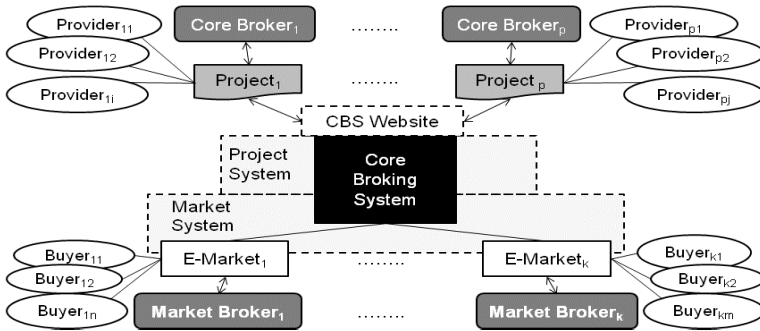 Provider11 Core Broker1 ........ Core Brokerp Providerp1
Provider12 Providerp2
Project1 ........ Project p
Provider1i Providerpj
CBS Website
Project
System
Core
Broking
System
Market
System
Buyer11 E-Market1 ........ E-Marketk Buyerk1
Buyer12 Buyerk2
Buyer1n Market Broker1 ........ Market Brokerk Buyerkm